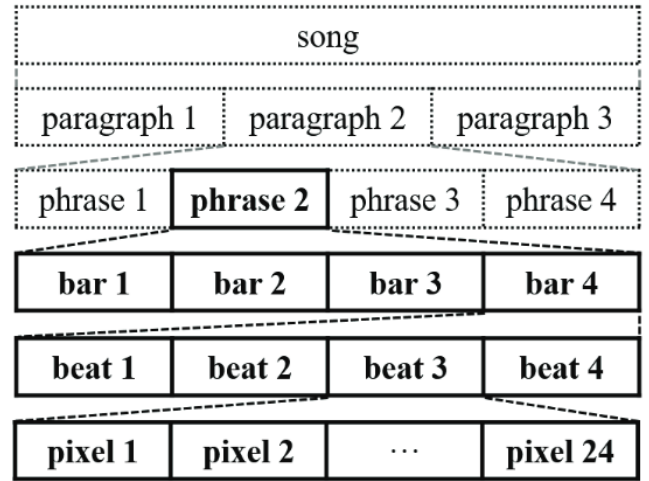 song
paragraph 1 paragraph 2 paragraph 3
phrase 1 phrase 2 phrase 3 phrase 4
bar 1 bar 2 bar 3 bar 4
beat 1 beat 2 beat 3 beat 4
pixel 1 pixel 2 ··· pixel 24